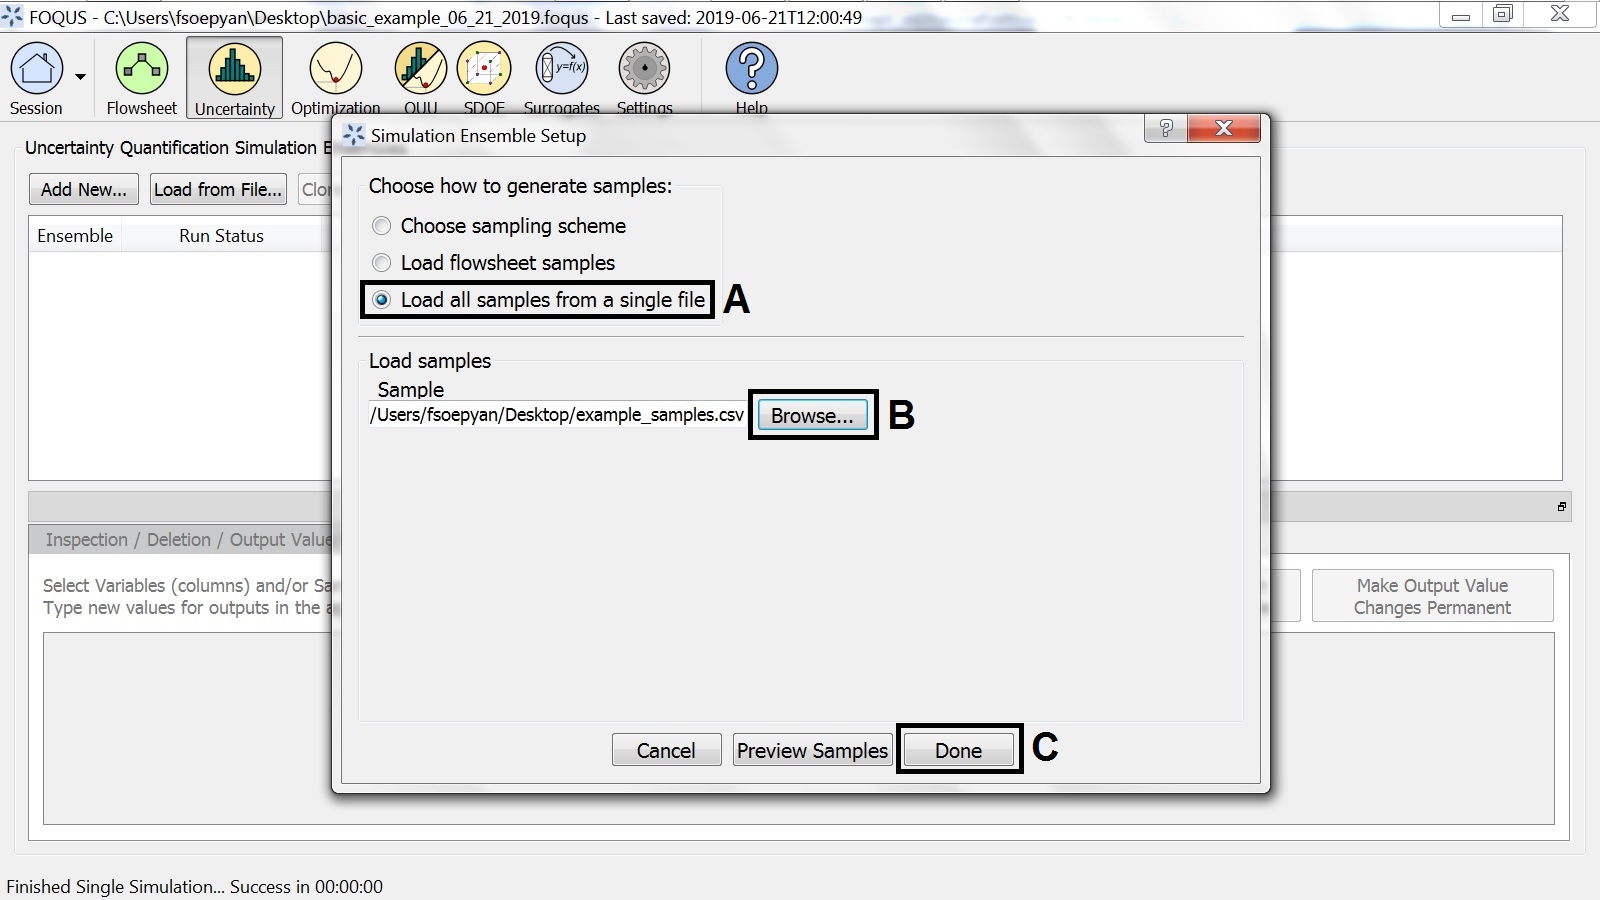 FOQUS - C:\Users\fsoepyan\Desktop\basic_example_06_21_2019.foqus - Last saved: 2019-06-21T12:00:49
y=f(x)
Session Flowsheet Uncertainty Optimization OUU SDOE Surrogates Settings Help
Simulation Ensemble Setup
Uncertainty Quantification Simulation
Add New... Load from File...
Ensemble Run Status
Choose how to generate samples:
Choose sampling scheme
Load flowsheet samples
Load all samples from a single file A
Load samples
Sample
/Users/fsoepyan/Desktop/example_samples.csv Browse... B
Inspection / Deletion / Output Value
Select Variables (columns) and/or
Type new values for outputs in the
Make Output Value
Changes Permanent
Cancel Preview Samples Done C
Finished Single Simulation... Success in 00:00:00